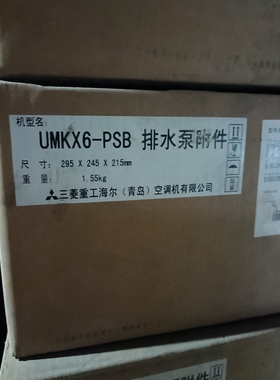 机型名:
UMKX6-PSB 排水泵附件
尺 寸: 295 X 245 X 215mm
重 量: 1.55kg
三菱重工海尔(青岛)空调机有限公司